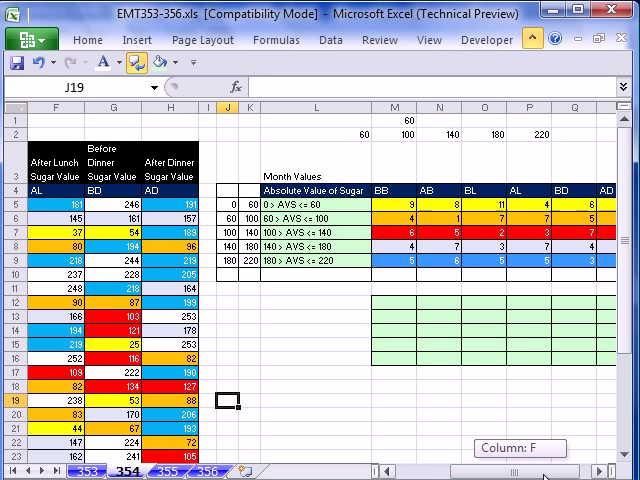 EMT353-356.xls [Compatibility Mode] - Microsoft Excel (Technical Preview)
Home Insert Page Layout Formulas Data Review View Developer
J19 fx
F G H I J K L M N O P Q
1 60
2 60 100 140 180 220
3 After Lunch Sugar Value Before Dinner Sugar Value After Dinner Sugar Value Month Values
4 AL BD AD Absolute Value of Sugar BB AB BL AL BD AD
5 181 246 191 0 60 0 > AVS <= 60 9 8 11 4 6
6 145 161 157 60 100 60 > AVS <= 100 4 1 7 7 5
7 37 54 189 100 140 100 > AVS <= 140 6 5 2 3 7
8 80 194 96 140 180 140 > AVS <= 180 4 7 3 7 4
9 218 244 219 180 220 180 > AVS <= 220 5 6 5 5 3
10 237 228 205
11 248 218 164
12 90 87 199
13 166 103 253
14 194 121 178
15 219 25 253
16 252 116 82
17 109 222 190
18 82 134 127
19 238 53 88
20 83 170 206
21 44 67 193
22 147 224 72
23 162 241 105
Column: F
353 354 355 356